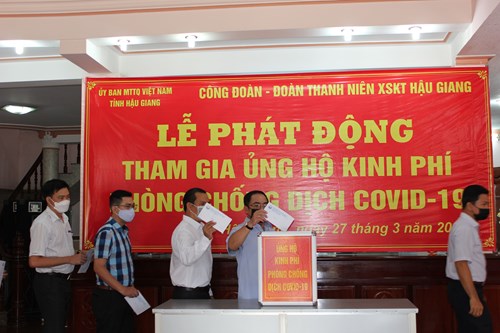 ỦY BAN MTTQ VIỆT NAM
TỈNH HẬU GIANG
CÔNG ĐOÀN - ĐOÀN THANH NIÊN XSKT HẬU GIANG
LỄ PHÁT ĐỘNG
THAM GIA ỦNG HỘ KINH PHÍ
HÒNG CHỐNG DỊCH COVID-19
ngày 27 tháng 3 năm 20
ỦNG HỘ
KINH PHÍ
PHÒNG CHỐNG
DỊCH COVID-19